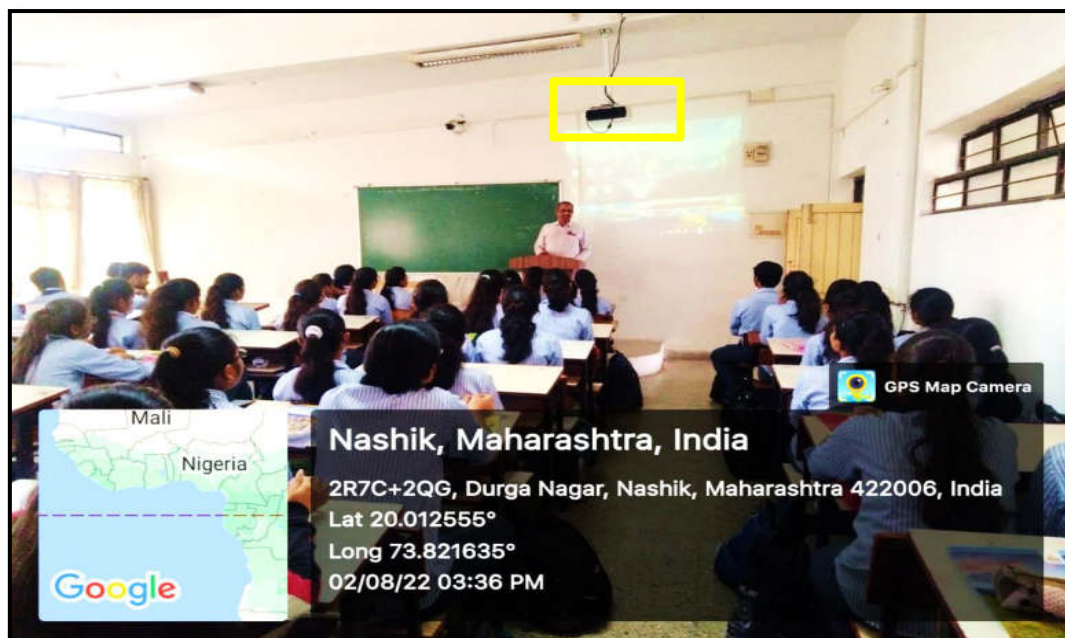 GPS Map Camera
Mali
Nigeria
Google
Nashik, Maharashtra, India
2R7C+2QG, Durga Nagar, Nashik, Maharashtra 422006, India
Lat 20.012555°
Long 73.821635°
02/08/22 03:36 PM